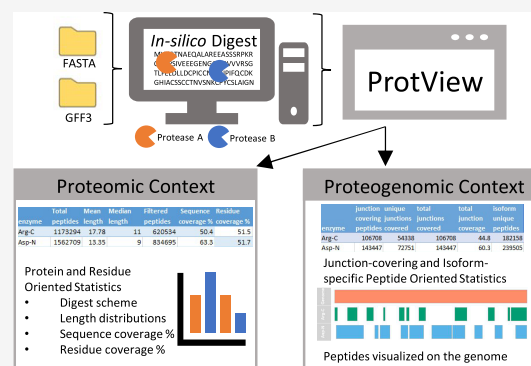 FASTA
GFF3
In-silico Digest
ProtView
Protease A
Protease B
Proteomic Context
enzyme Total peptides Mean length Median length Filtered peptides Sequence coverage % Residue coverage %
Arg-C 1173294 17.78 11 620534 50.4 51.5
Asp-N 1562709 13.35 9 834695 63.3 51.7
Protein and Residue
Oriented Statistics
• Digest scheme
• Length distributions
• Sequence coverage %
• Residue coverage %
Proteogenomic Context
enzyme junction covering peptides unique junctions covered total junctions covered total junction coverage isoform unique peptides
Arg-C 106708 54338 106708 44.8 182158
Asp-N 143447 72751 143447 60.3 239505
Junction-covering and Isoform-
specific Peptide Oriented Statistics
Peptides visualized on the genome